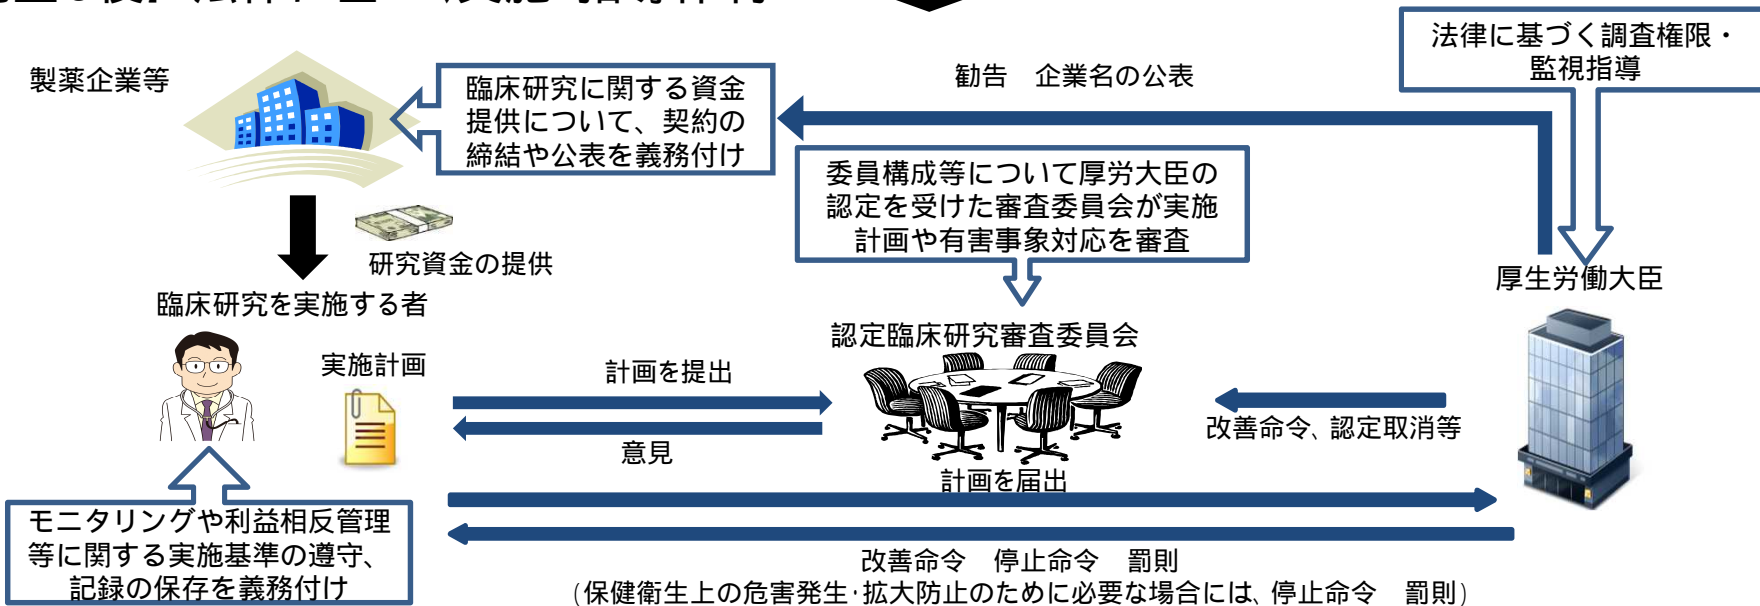 法律に基づく調査権限・
監視指導
製薬企業等
臨床研究に関する資金
提供について、契約の
締結や公表を義務付け
勧告　企業名の公表
委員構成等について厚労大臣の
認定を受けた審査委員会が実施
計画や有害事象対応を審査
研究資金の提供
厚生労働大臣
臨床研究を実施する者
認定臨床研究審査委員会
実施計画
計画を提出
意見
改善命令、認定取消等
計画を届出
モニタリングや利益相反管理
等に関する実施基準の遵守、
記録の保存を義務付け
改善命令　停止命令　罰則
(保健衛生上の危害発生・拡大防止のために必要な場合には、停止命令　罰則)